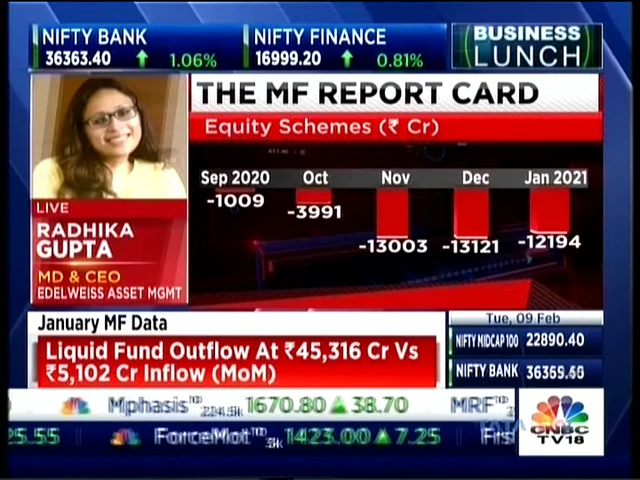 NIFTY BANK
36363.40 1.06%
NIFTY FINANCE
16999.20 0.81%
BUSINESS
LUNCH
THE MF REPORT CARD
Equity Schemes (₹ Cr)
Sep 2020 Oct Nov Dec Jan 2021
-1009 -3991 -13003 -13121 -12194
LIVE
RADHIKA
GUPTA
MD & CEO
EDELWEISS ASSET MGMT
January MF Data
Liquid Fund Outflow At ₹45,316 Cr Vs
₹5,102 Cr Inflow (MoM)
Tue, 09 Feb
NIFTY MIDCAP 100 22890.40
NIFTY BANK
Mphasis 224.5k 1670.80 38.70 MRF
5.55 ForceMot 1423.00 7.25 Firs
CNBC
TV18